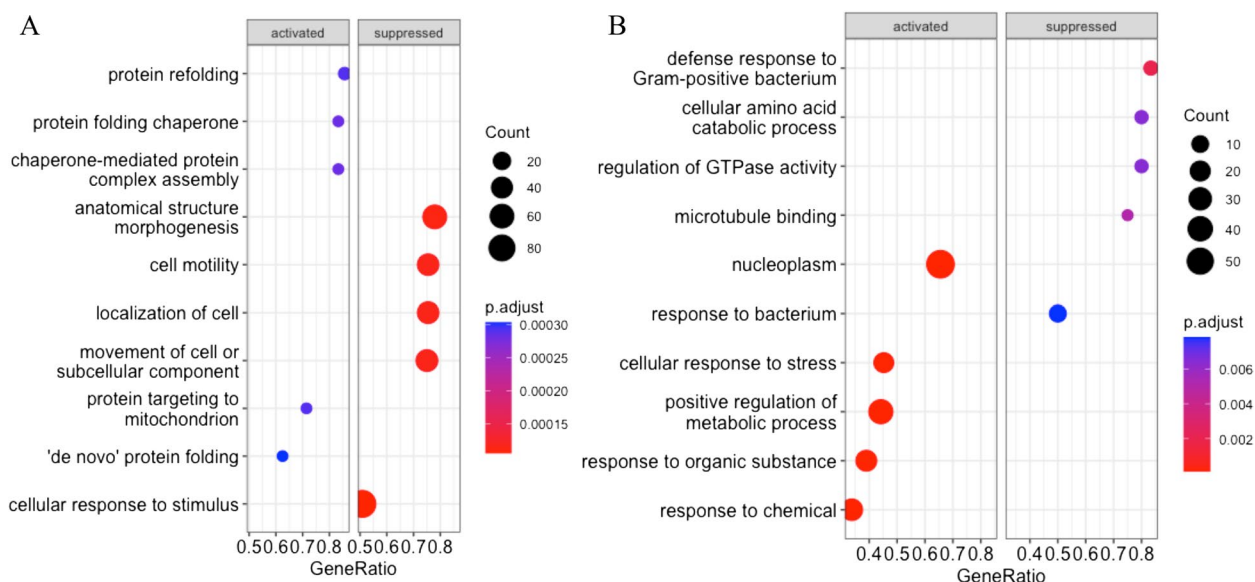 A
activated
suppressed
protein refolding
protein folding chaperone
chaperone-mediated protein
complex assembly
anatomical structure
morphogenesis
cell motility
localization of cell
movement of cell or
subcellular component
protein targeting to
mitochondrion
'de novo' protein folding
cellular response to stimulus
0.50.60.70.8
0.50.60.70.8
GeneRatio
Count
20
40
60
80
p.adjust
0.00030
0.00025
0.00020
0.00015
B
activated
suppressed
defense response to
Gram-positive bacterium
cellular amino acid
catabolic process
regulation of GTPase activity
microtubule binding
nucleoplasm
response to bacterium
cellular response to stress
positive regulation of
metabolic process
response to organic substance
response to chemical
0.4 0.50.60.70.8
0.4 0.50.60.70.8
GeneRatio
Count
10
20
30
40
50
p.adjust
0.006
0.004
0.002